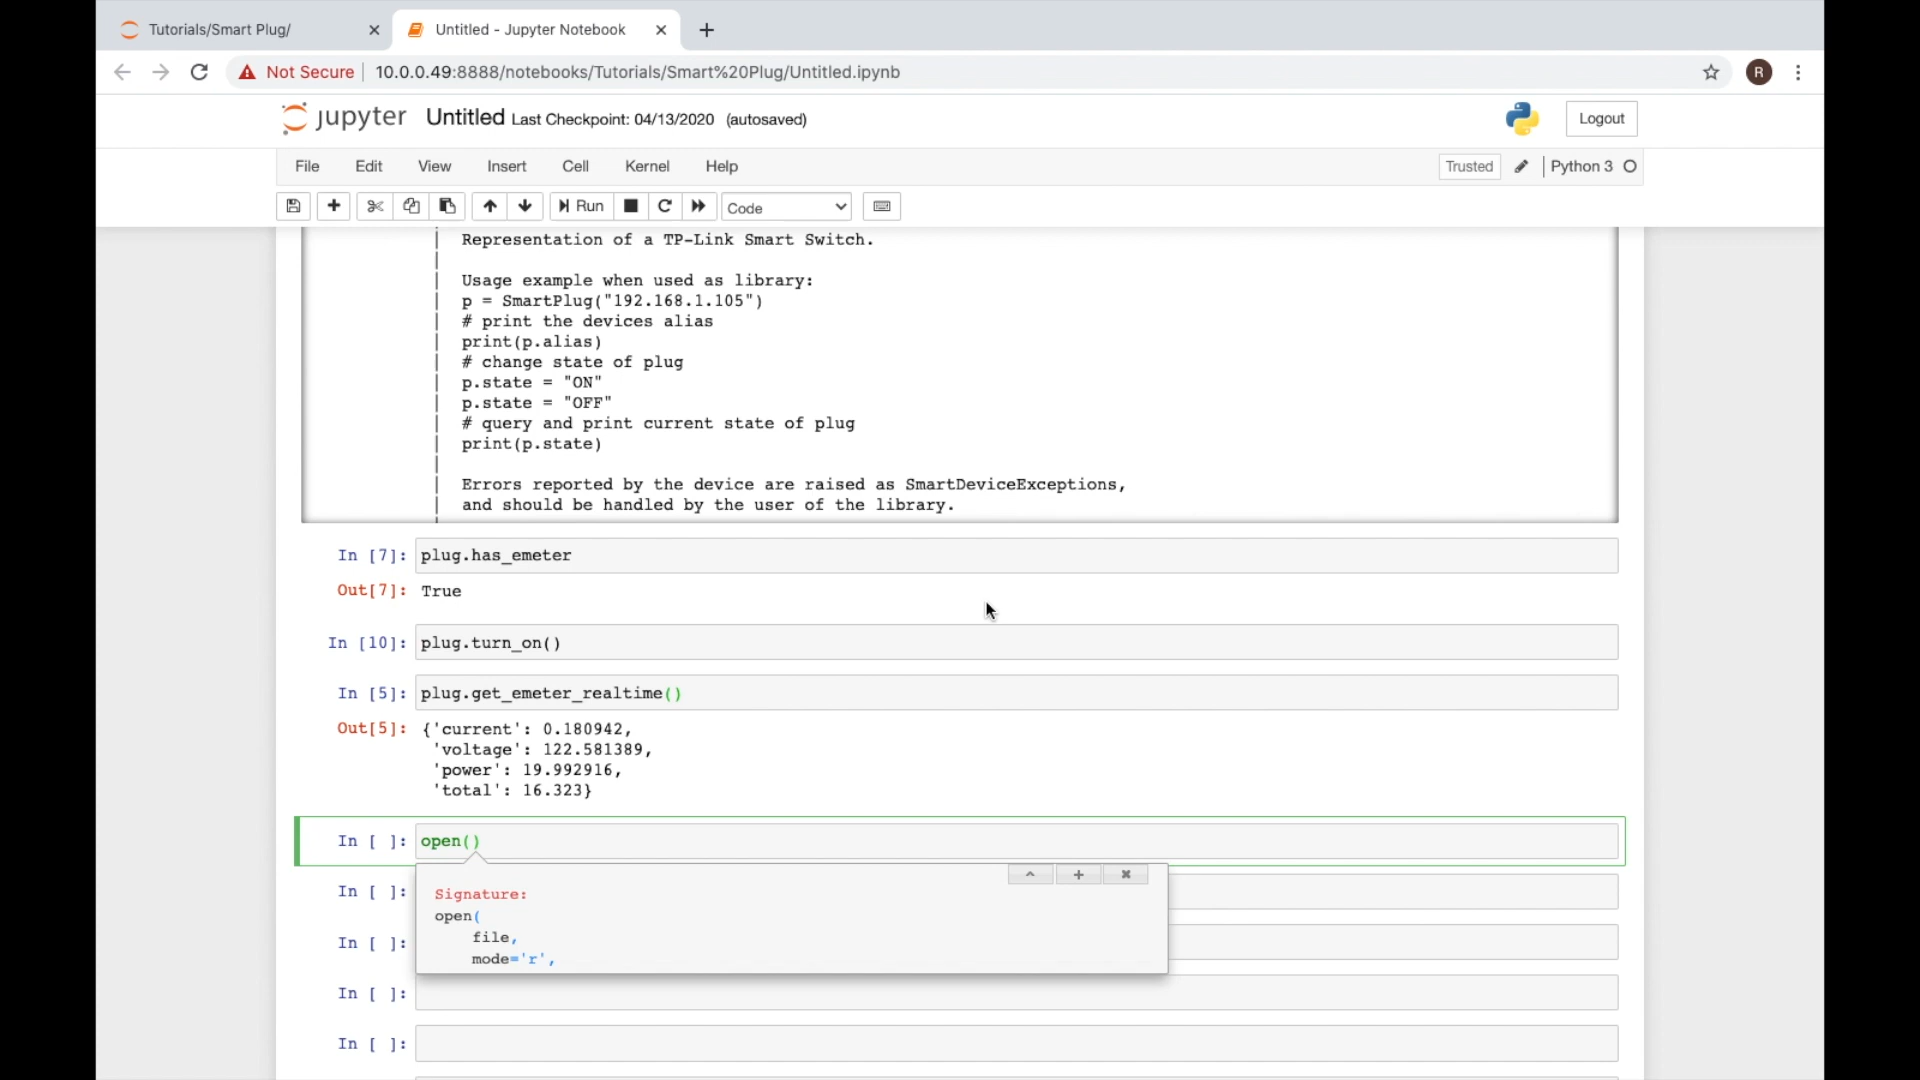 Tutorials/Smart Plug/
Untitled - Jupyter Notebook
Not Secure
10.0.0.49:8888/notebooks/Tutorials/Smart%20Plug/Untitled.ipynb
R
jupyter
Untitled Last Checkpoint: 04/13/2020 (autosaved)
Logout
File Edit View Insert Cell Kernel Help
Trusted
Python 3
Run
Code
Representation of a TP-Link Smart Switch.
Usage example when used as library:
p = SmartPlug("192.168.1.105")
# print the devices alias
print(p.alias)
# change state of plug
p.state = "ON"
p.state = "OFF"
# query and print current state of plug
print(p.state)
Errors reported by the device are raised as SmartDeviceExceptions,
and should be handled by the user of the library.
In [7]: plug.has_emeter
Out[7]: True
In [10]: plug.turn_on()
In [5]: plug.get_emeter_realtime()
Out[5]: {'current': 0.180942,
'voltage': 122.581389,
'power': 19.992916,
'total': 16.323}
In [ ]: open()
Signature:
In [ ]:
open(
file,
In [ ]:
mode='r',
In [ ]:
In [ ]: